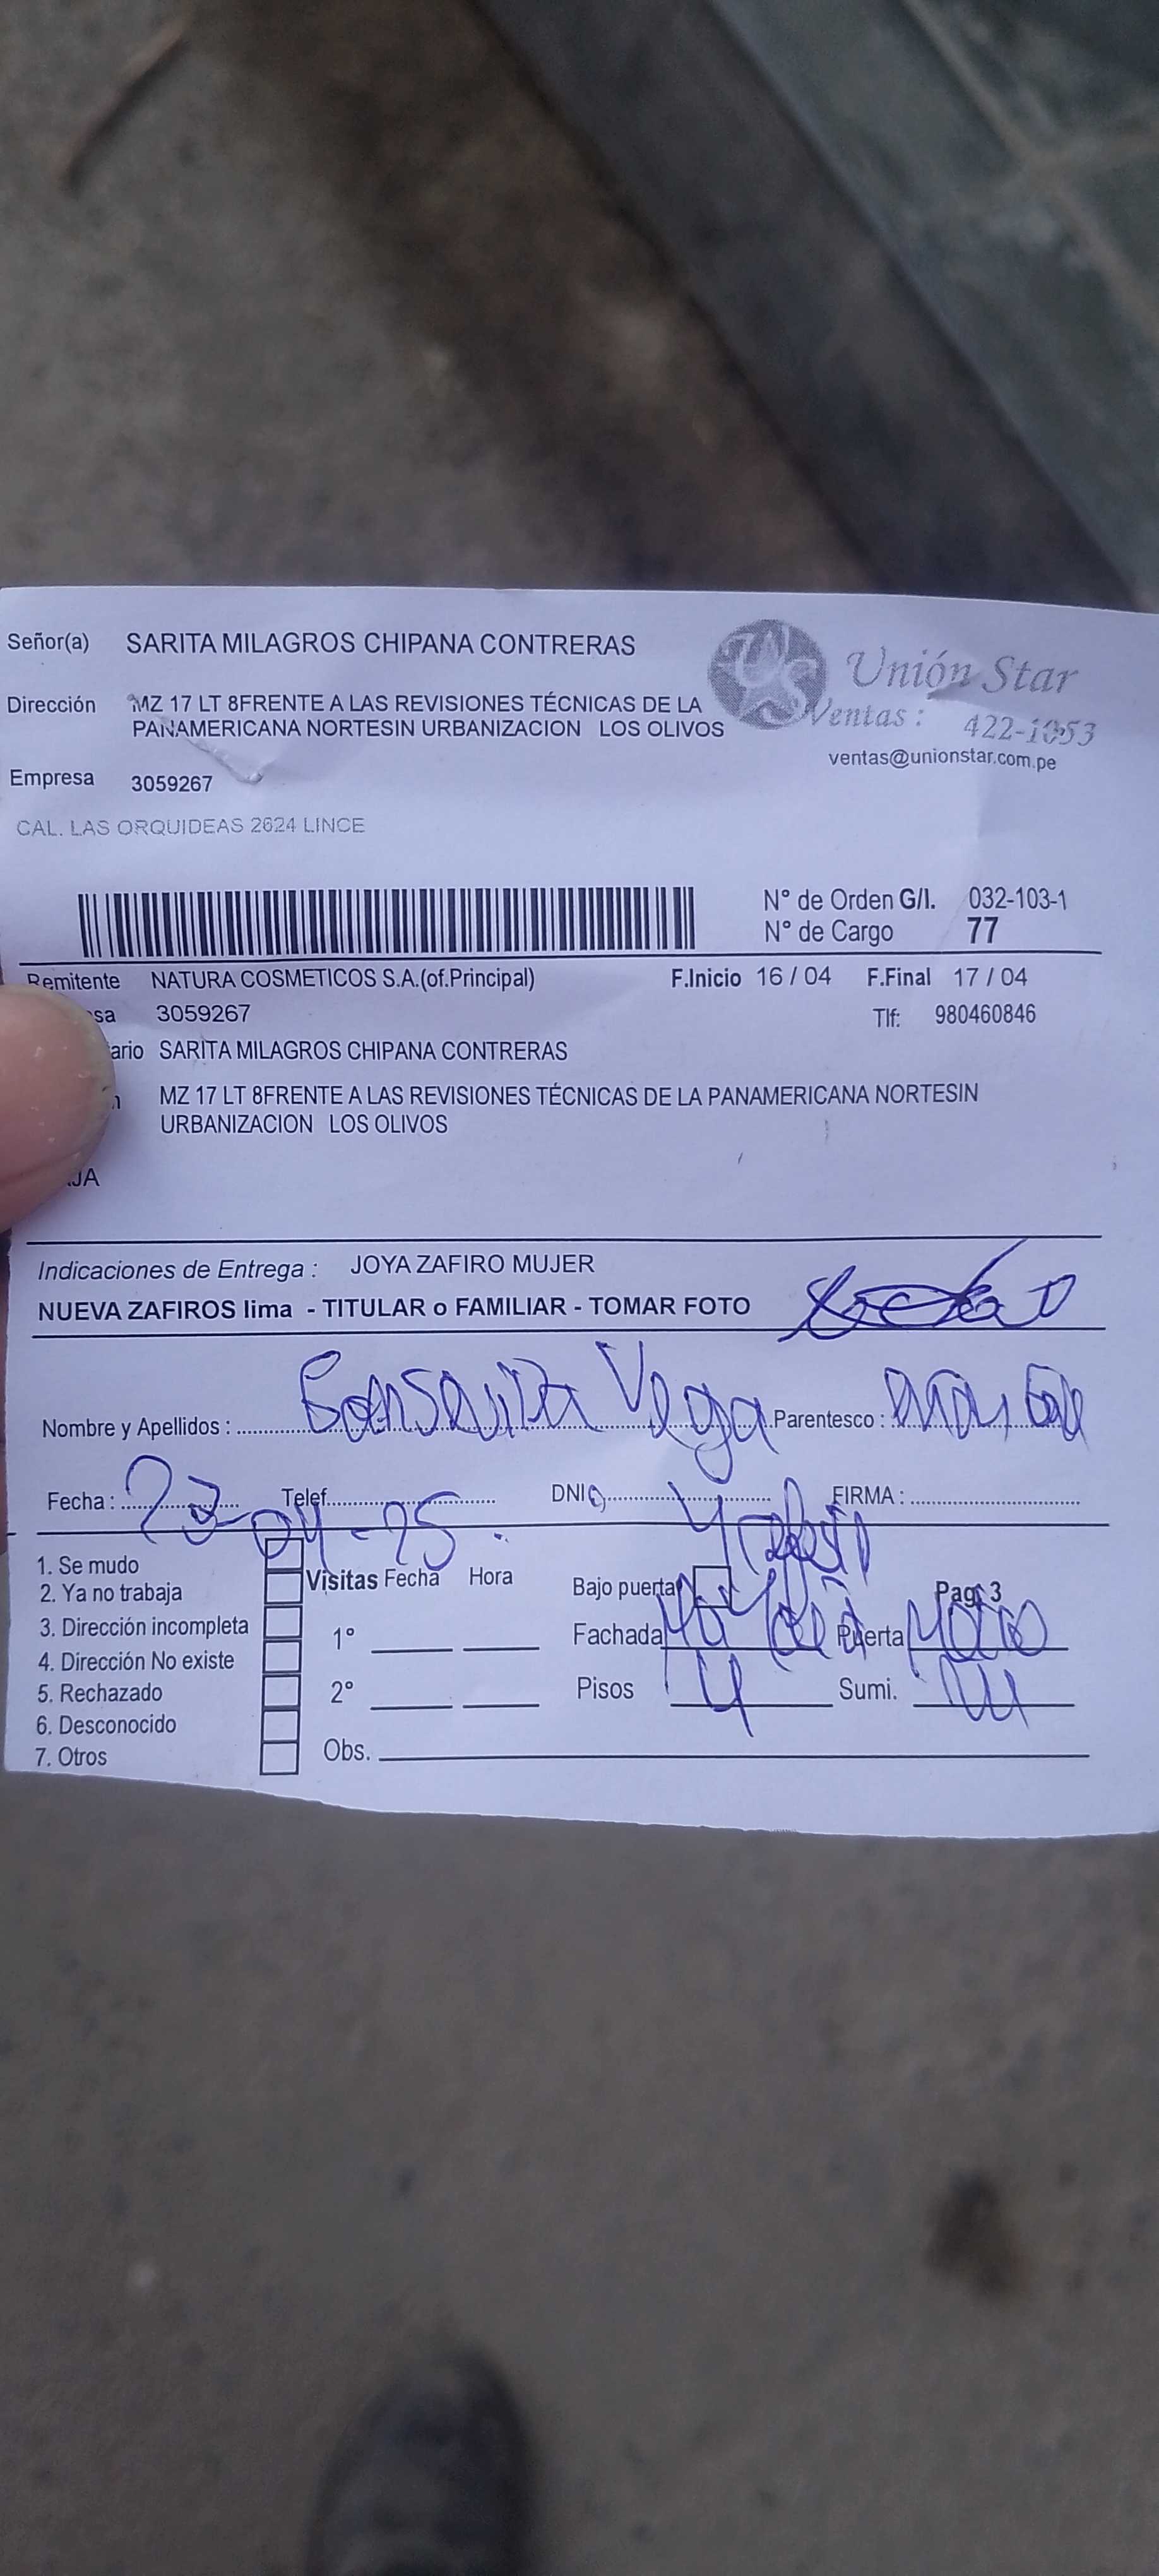 Señor(a) SARITA MILAGROS CHIPANA CONTRERAS
Unión Star
Dirección MZ 17 LT 8FRENTE A LAS REVISIONES TÉCNICAS DE LA
PANAMERICANA NORTESIN URBANIZACION LOS OLIVOS
Ventas: 422-1053
ventas@unionstar.com.pe
Empresa 3059267
CAL. LAS ORQUIDEAS 2624 LINCE
N° de Orden G/I. 032-103-1
N° de Cargo 77
Remitente NATURA COSMETICOS S.A.(of.Principal) F.Inicio 16 / 04 F.Final 17 / 04
sa 3059267 Tlf: 980460846
ario SARITA MILAGROS CHIPANA CONTRERAS
MZ 17 LT 8FRENTE A LAS REVISIONES TÉCNICAS DE LA PANAMERICANA NORTESIN
URBANIZACION LOS OLIVOS
JA
Indicaciones de Entrega : JOYA ZAFIRO MUJER
NUEVA ZAFIROS lima - TITULAR o FAMILIAR - TOMAR FOTO
Nombre y Apellidos : Vega Parentesco :
Fecha : 23-04-25 Telef. DNI FIRMA :
1. Se mudo
2. Ya no trabaja
3. Dirección incompleta
4. Dirección No existe
5. Rechazado
6. Desconocido
7. Otros
Visitas Fecha Hora
1°
2°
Obs.
Bajo puerta Pag. 3
Fachada Puerta
Pisos 4 Sumi.